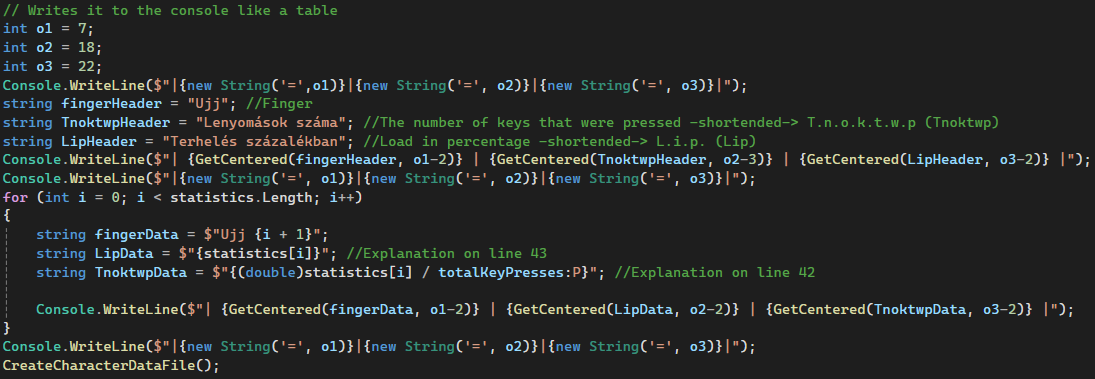 // Writes it to the console like a table
int o1 = 7;
int o2 = 18;
int o3 = 22;
Console.WriteLine($"|{new String('=',o1)}|{new String('=', o2)}|{new String('=', o3)}|");
string fingerHeader = "Ujj"; //Finger
string TnoktwpHeader = "Lenyomások száma"; //The number of keys that were pressed -shortended-> T.n.o.k.t.w.p (Tnoktwp)
string LipHeader = "Terhelés százalékban"; //Load in percentage -shortended-> L.i.p. (Lip)
Console.WriteLine($"| {GetCentered(fingerHeader, o1-2)} | {GetCentered(TnoktwpHeader, o2-3)} | {GetCentered(LipHeader, o3-2)} |");
Console.WriteLine($"|{new String('=', o1)}|{new String('=', o2)}|{new String('=', o3)}|");
for (int i = 0; i < statistics.Length; i++)
{
    string fingerData = $"Ujj {i + 1}";
    string LipData = $"{statistics[i]}"; //Explanation on line 43
    string TnoktwpData = $"{(double)statistics[i] / totalKeyPresses:P}"; //Explanation on line 42
    Console.WriteLine($"| {GetCentered(fingerData, o1-2)} | {GetCentered(LipData, o2-2)} | {GetCentered(TnoktwpData, o3-2)} |");
}
Console.WriteLine($"|{new String('=', o1)}|{new String('=', o2)}|{new String('=', o3)}|");
CreateCharacterDataFile();